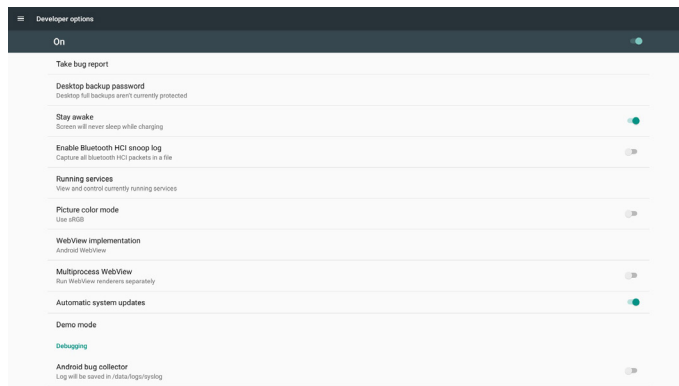 Developer options
On
Take bug report
Desktop backup password
Desktop full backups aren't currently protected
Stay awake
Screen will never sleep while charging
Enable Bluetooth HCI snoop log
Capture all bluetooth HCI packets in a file
Running services
View and control currently running services
Picture color mode
Use sRGB
WebView implementation
Android WebView
Multiprocess WebView
Run WebView renderers separately
Automatic system updates
Demo mode
Debugging
Android bug collector
Log will be saved in /data/logs/syslog